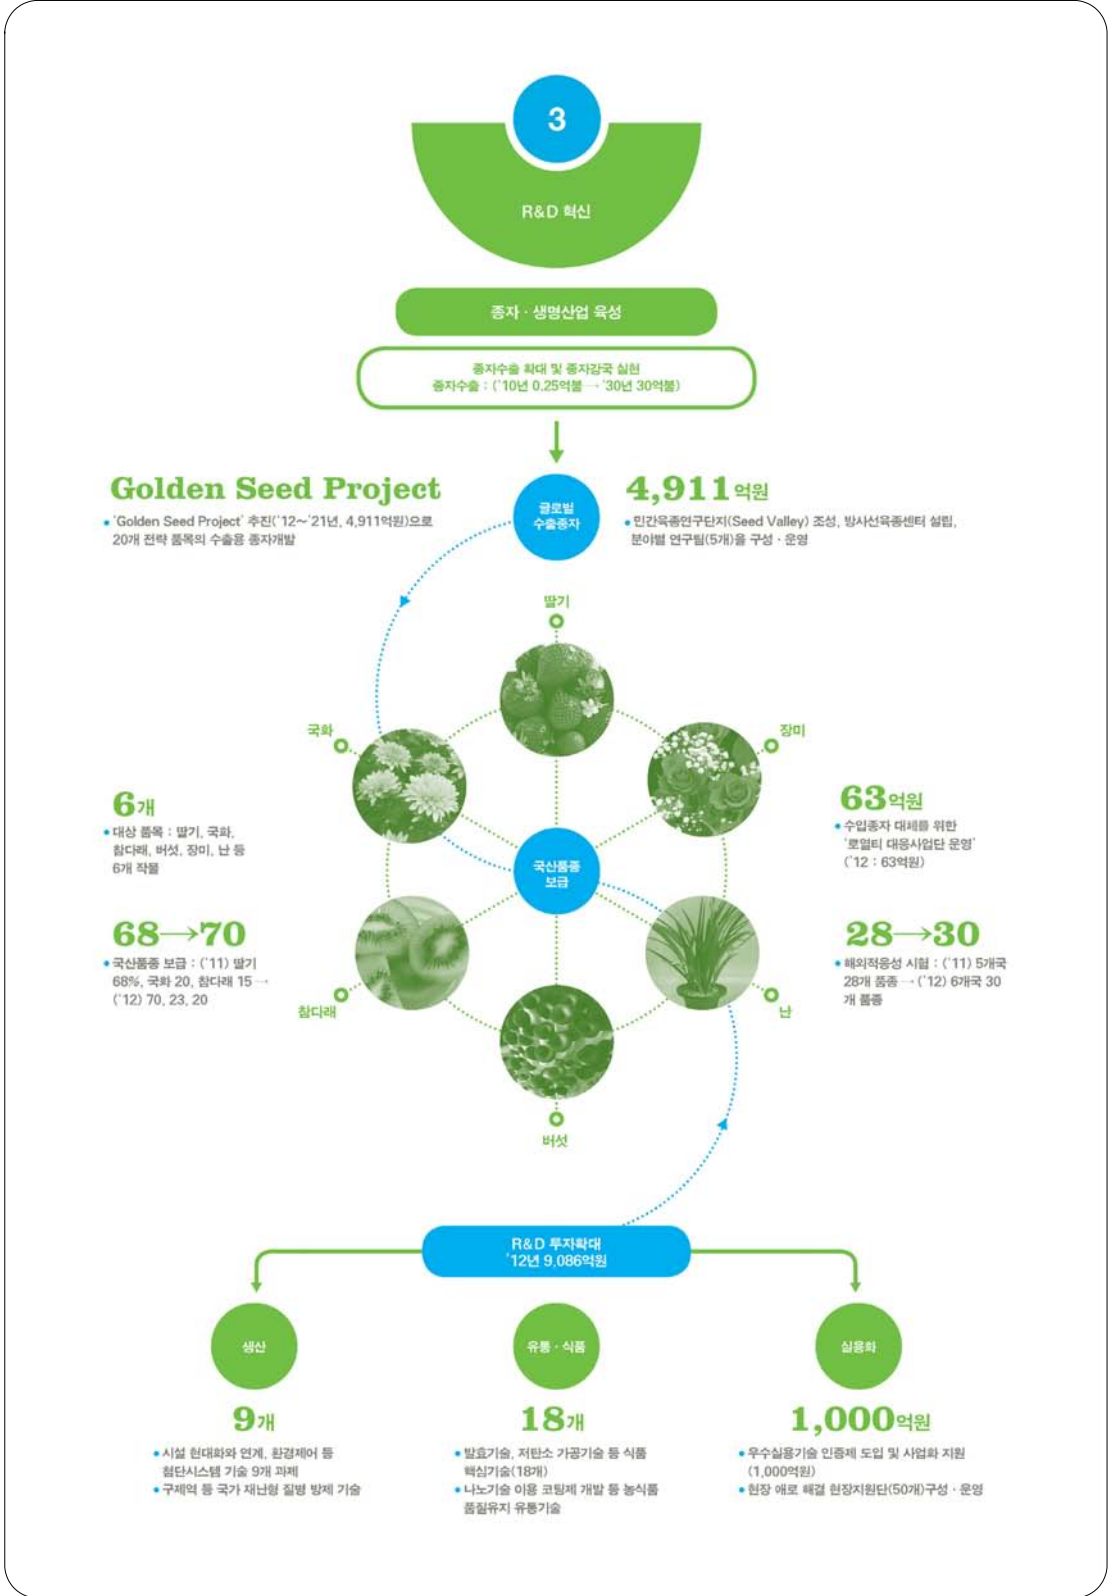 3
R&D 혁신
종자 · 생명산업 육성
종자수출 확대 및 종자강국 실현
종자수출 : ('10년 0.25억불 → '30년 30억불)
Golden Seed Project
• 'Golden Seed Project' 추진('12～'21년, 4,911억원)으로
20개 전략 품목의 수출용 종자개발
글로벌
수출종자
4,911억원
• 민간육종연구단지(Seed Valley) 조성, 방사선육종센터 설립,
분야별 연구팀(5개)을 구성 · 운영
딸기
국화
장미
6개
• 대상 품목 : 딸기, 국화,
참다래, 버섯, 장미, 난 등
6개 작물
63억원
• 수입종자 대체를 위한
'로열티 대응사업단 운영'
('12 : 63억원)
국산품종
보급
68→70
• 국산품종 보급 : ('11) 딸기
68%, 국화 20, 참다래 15 →
('12) 70, 23, 20
28→30
• 해외적응성 시험 : ('11) 5개국
28개 품종 → ('12) 6개국 30
개 품종
참다래
난
버섯
R&D 투자확대
'12년 9,086억원
생산
9개
• 시설 현대화와 연계, 환경제어 등
첨단시스템 기술 9개 과제
• 구제역 등 국가 재난형 질병 방제 기술
유통 · 식품
18개
• 발효기술, 저탄소 가공기술 등 식품
핵심기술(18개)
• 나노기술 이용 코팅제 개발 등 농식품
품질유지 유통기술
실용화
1,000억원
• 우수실용기술 인증제 도입 및 사업화 지원
(1,000억원)
• 현장 애로 해결 현장지원단(50개)구성 · 운영